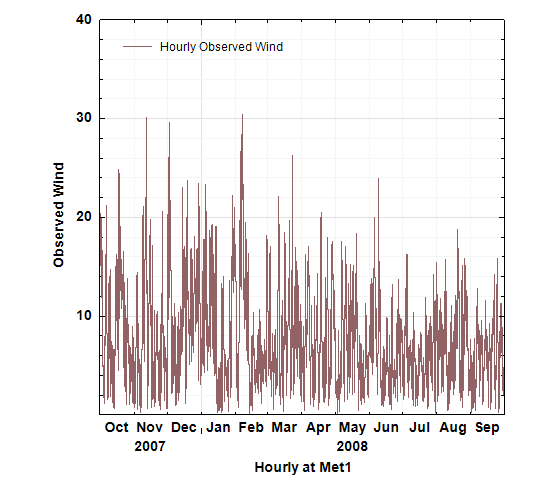 40
Hourly Observed Wind
30
Observed Wind
20
10
Oct Nov Dec Jan Feb Mar Apr May Jun Jul Aug Sep
2007 2008
Hourly at Met1